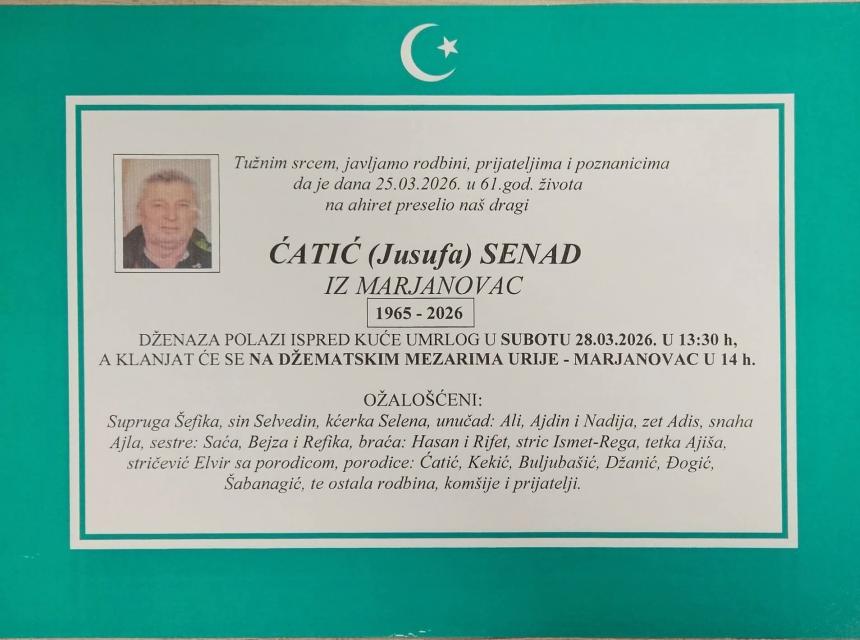 Tužnim srcem, javljamo rodbini, prijateljima i poznanicima
da je dana 25.03.2026. u 61.god. života
na ahiret preselio naš dragi
ĆATIĆ (Jusufa) SENAD
IZ MARJANOVAC
1965 - 2026
DŽENAZA POLAZI ISPRED KUĆE UMRLOG U SUBOTU 28.03.2026. U 13:30 h,
A KLANJAT ĆE SE NA DŽEMATSKIM MEZARIMA URIJE - MARJANOVAC U 14 h.
OŽALOŠĆENI:
Supruga Šefika, sin Selvedin, kćerka Selena, unučad: Ali, Ajdin i Nadija, zet Adis, snaha
Ajla, sestre: Saća, Bejza i Refika, braća: Hasan i Rifet, stric Ismet-Rega, tetka Ajiša,
stričević Elvir sa porodicom, porodice: Ćatić, Kekić, Buljubašić, Džanić, Đogić,
Šabanagić, te ostala rodbina, komšije i prijatelji.